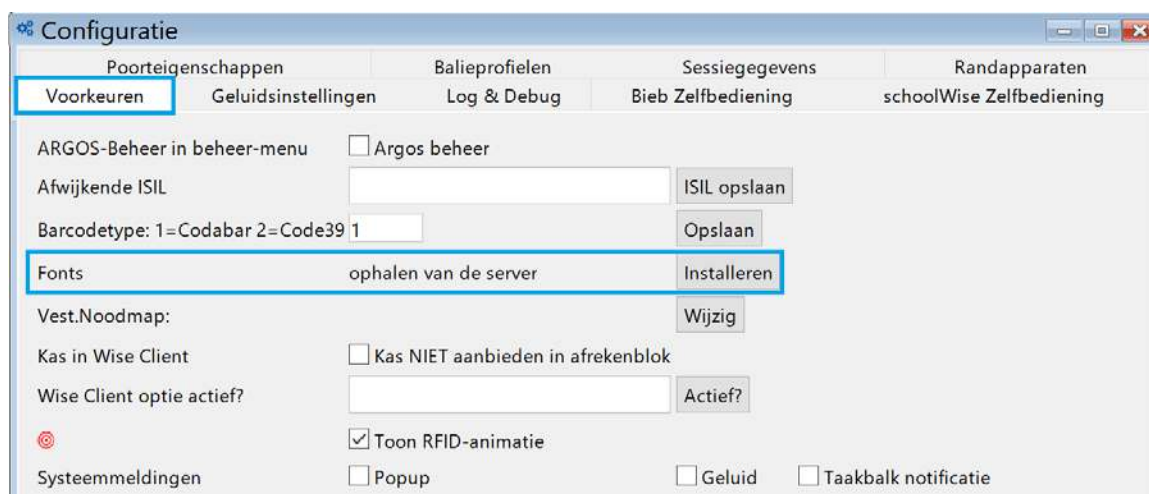 Configuratie
Poorteigenschappen Balieprofielen Sessiegegevens Randapparaten
Voorkeuren Geluidsinstellingen Log & Debug Bieb Zelfbediening schoolWise Zelfbediening
ARGOS-Beheer in beheer-menu Argos beheer
Afwijkende ISIL ISIL opslaan
Barcodetype: 1=Codabar 2=Code39 1 Opslaan
Fonts ophalen van de server Installeren
Vest.Noodmap: Wijzig
Kas in Wise Client Kas NIET aanbieden in afrekenblok
Wise Client optie actief? Actief?
Toon RFID-animatie
Systeemmeldingen Popup Geluid Taakbalk notificatie